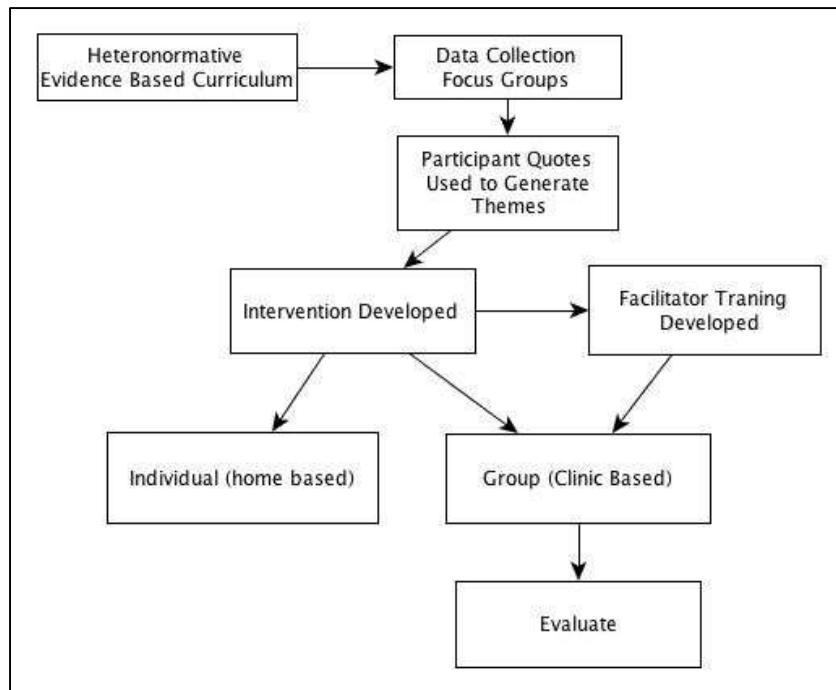 Heteronormative
Evidence Based Curriculum
Data Collection
Focus Groups
Participant Quotes
Used to Generate
Themes
Intervention Developed
Facilitator Traning
Developed
Individual (home based)
Group (Clinic Based)
Evaluate